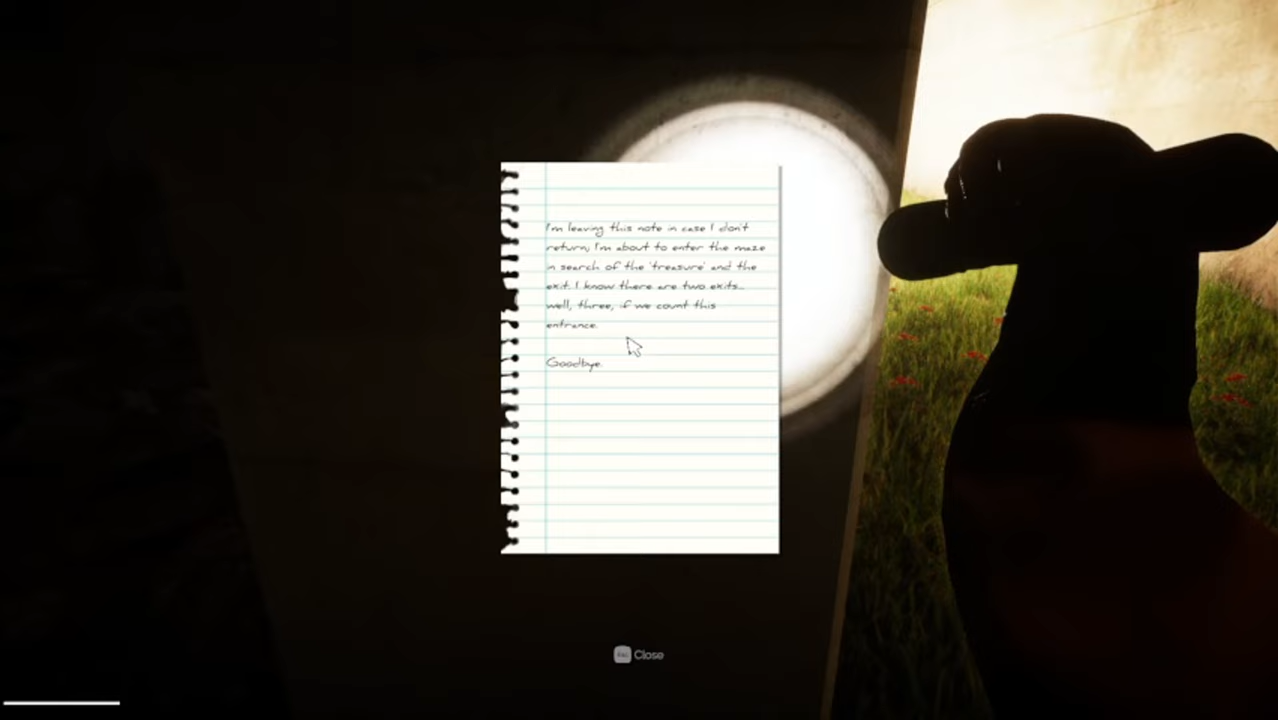 I'm leaving this note in case I don't
return; I'm about to enter the maze
in search of the 'treasure' and the
exit. I know there are two exits...
well, three, if we count this
entrance.
Goodbye.
Esc Close